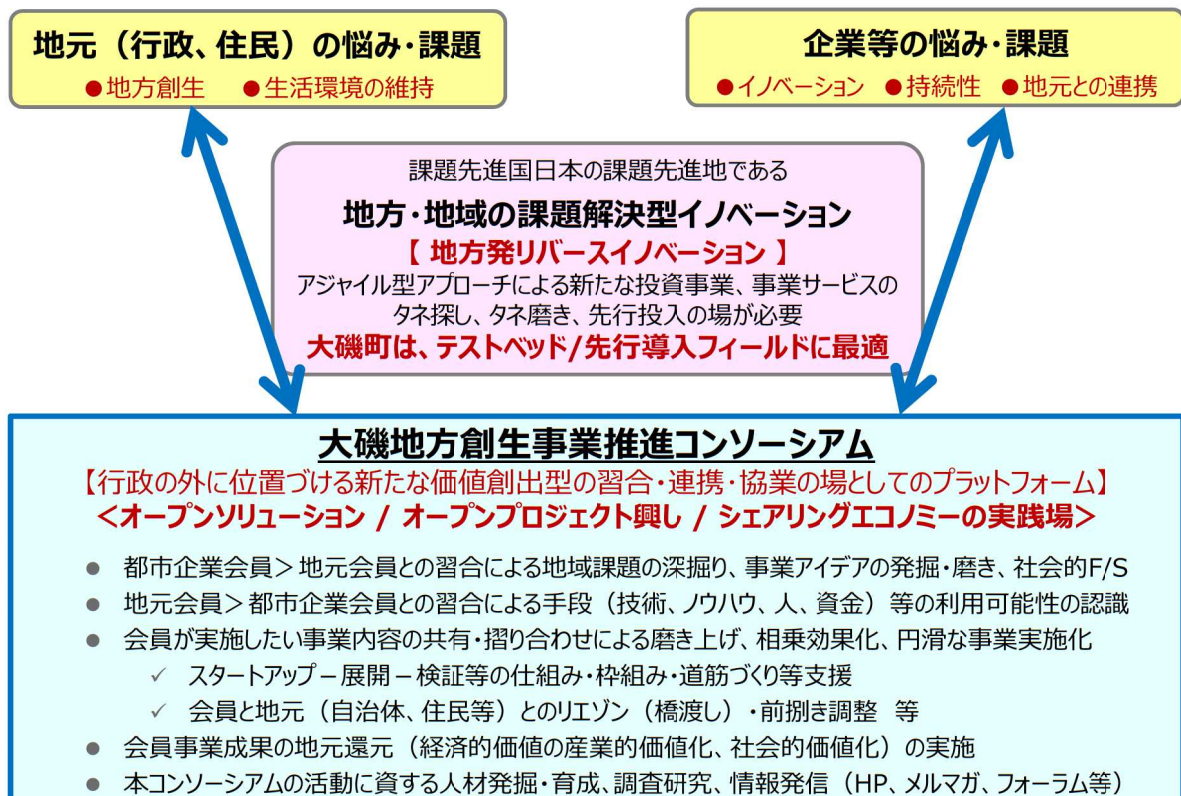 地元（行政、住民）の悩み・課題
●地方創生 ●生活環境の維持
企業等の悩み・課題
●イノベーション ●持続性 ●地元との連携
課題先進国日本の課題先進地である
地方・地域の課題解決型イノベーション
【 地方発リバースイノベーション 】
アジャイル型アプローチによる新たな投資事業、事業サービスの
タネ探し、タネ磨き、先行投入の場が必要
大磯町は、テストベッド/先行導入フィールドに最適
大磯地方創生事業推進コンソーシアム
【行政の外に位置づける新たな価値創出型の習合・連携・協業の場としてのプラットフォーム】
＜オープンソリューション / オープンプロジェクト興し / シェアリングエコノミーの実践場＞
● 都市企業会員＞地元会員との習合による地域課題の深掘り、事業アイデアの発掘・磨き、社会的F/S
● 地元会員＞都市企業会員との習合による手段（技術、ノウハウ、人、資金）等の利用可能性の認識
● 会員が実施したい事業内容の共有・摺り合わせによる磨き上げ、相乗効果化、円滑な事業実施化
✓ スタートアップ－展開－検証等の仕組み・枠組み・道筋づくり等支援
✓ 会員と地元（自治体、住民等）とのリエゾン（橋渡し）・前捌き調整 等
● 会員事業成果の地元還元（経済的価値の産業的価値化、社会的価値化）の実施
● 本コンソーシアムの活動に資する人材発掘・育成、調査研究、情報発信（HP、メルマガ、フォーラム等）